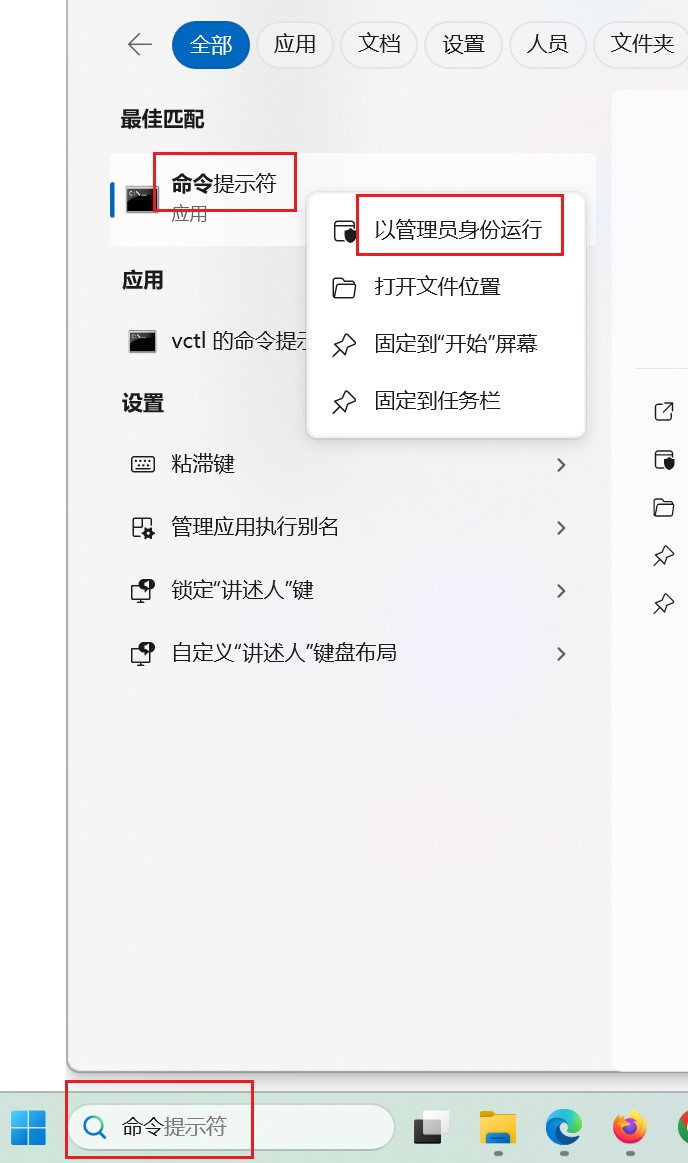 全部 应用 文档 设置 人员 文件夹
最佳匹配
命令提示符
应用
以管理员身份运行
打开文件位置
固定到“开始”屏幕
固定到任务栏
应用
vctl 的命令提示
设置
粘滞键
管理应用执行别名
锁定“讲述人”键
自定义“讲述人”键盘布局
命令提示符